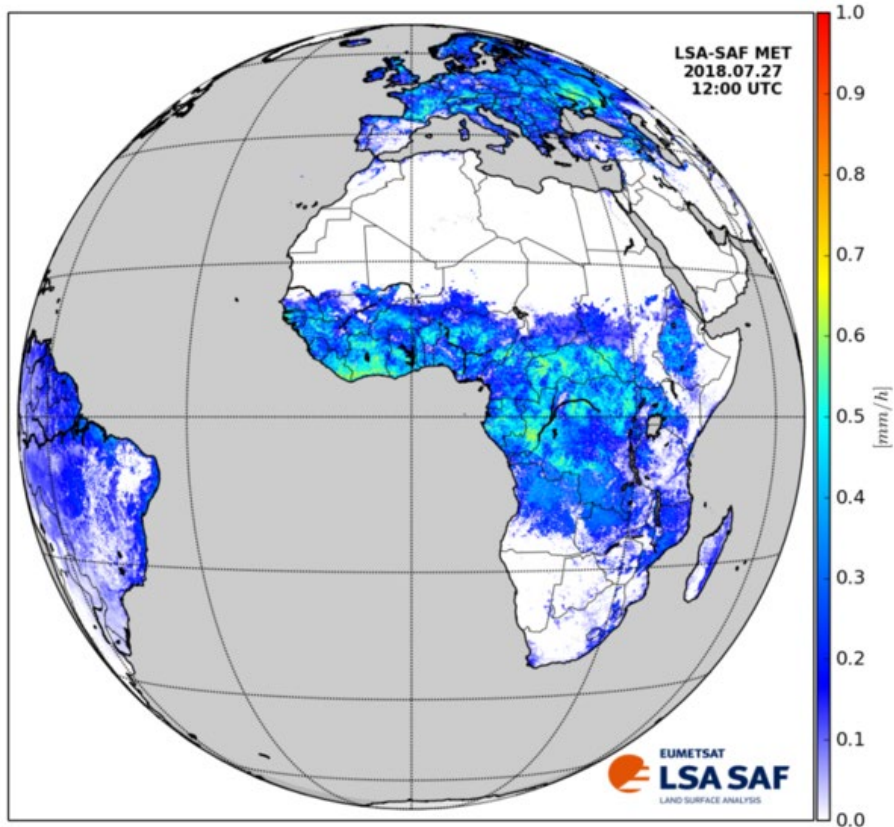 LSA-SAF MET
2018.07.27
12:00 UTC
1.0
0.9
0.8
0.7
0.6
0.5
0.4
0.3
0.2
0.1
0.0
[mm/h]
EUMETSAT
LSA SAF
LAND SURFACE ANALYSIS